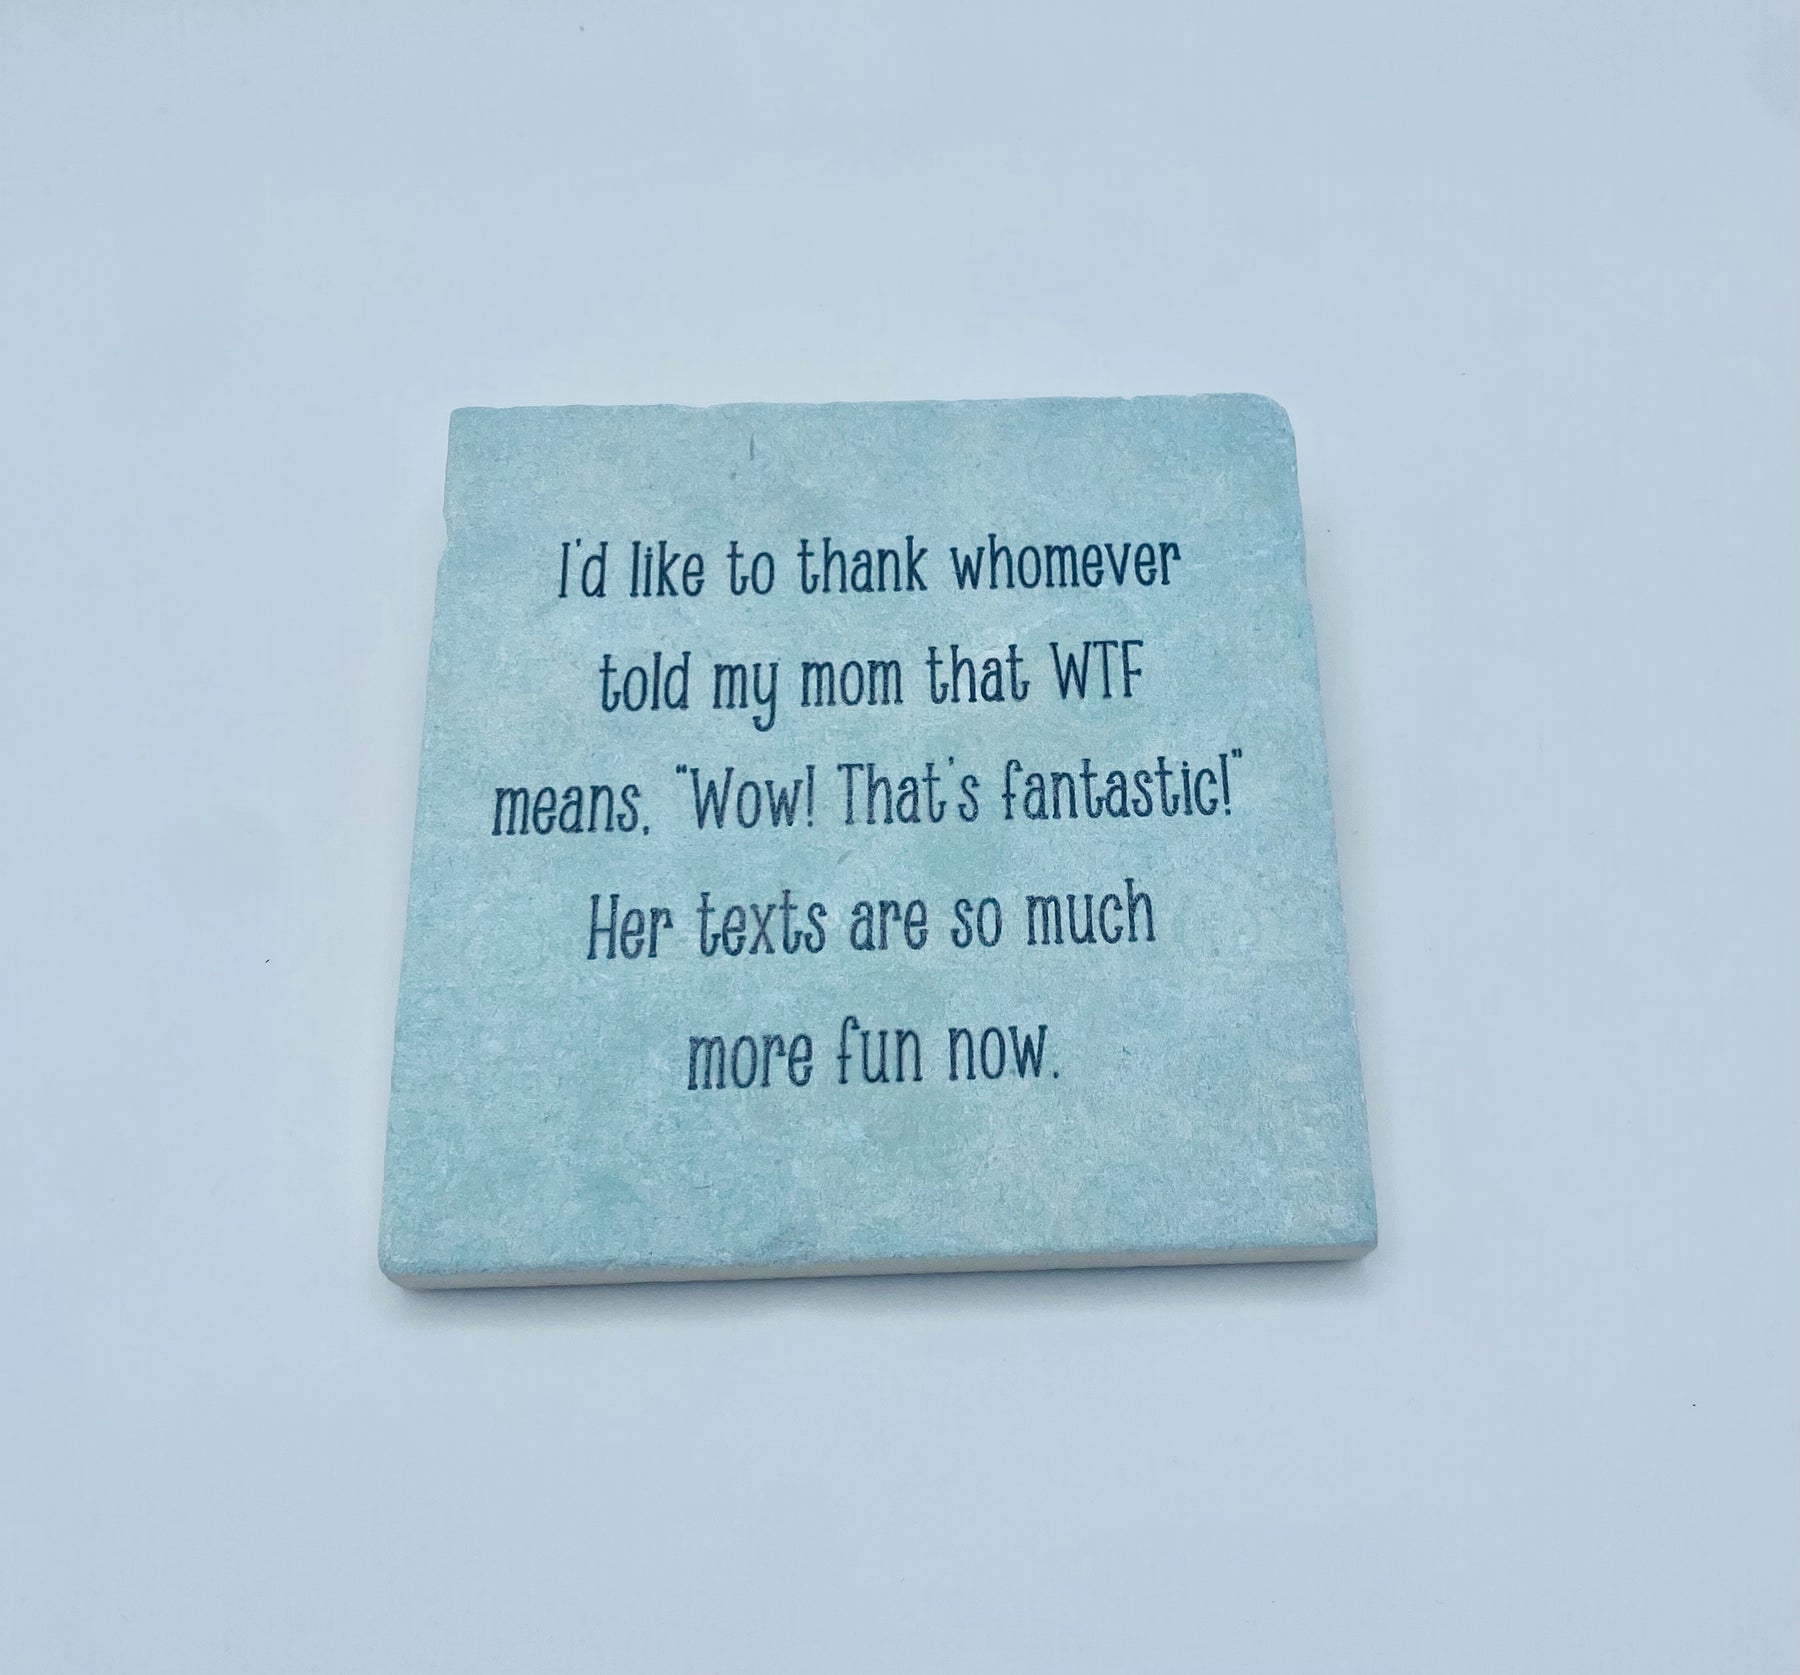 I'd like to thank whomever
told my mom that WTF
means, "Wow! That's fantastic!"
Her texts are so much
more fun now.